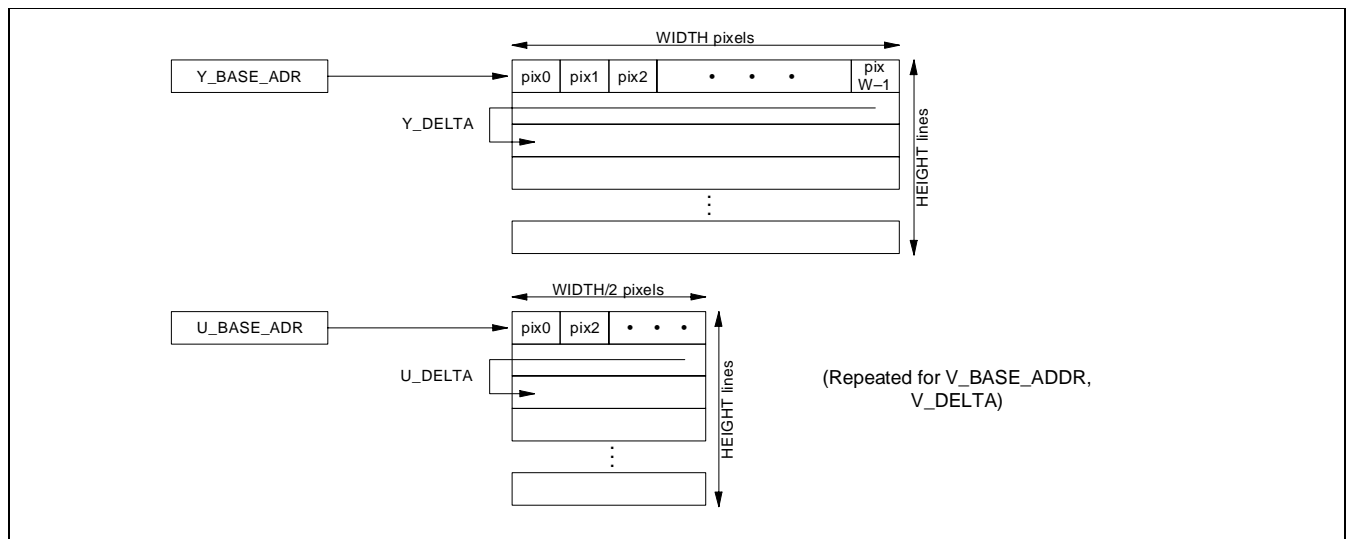 WIDTH pixels
Y_BASE_ADR
pix0 pix1 pix2 • • • pix W–1
Y_DELTA
HEIGHT lines
WIDTH/2 pixels
U_BASE_ADR
pix0 pix2 • • •
U_DELTA
HEIGHT lines
(Repeated for V_BASE_ADDR,
V_DELTA)